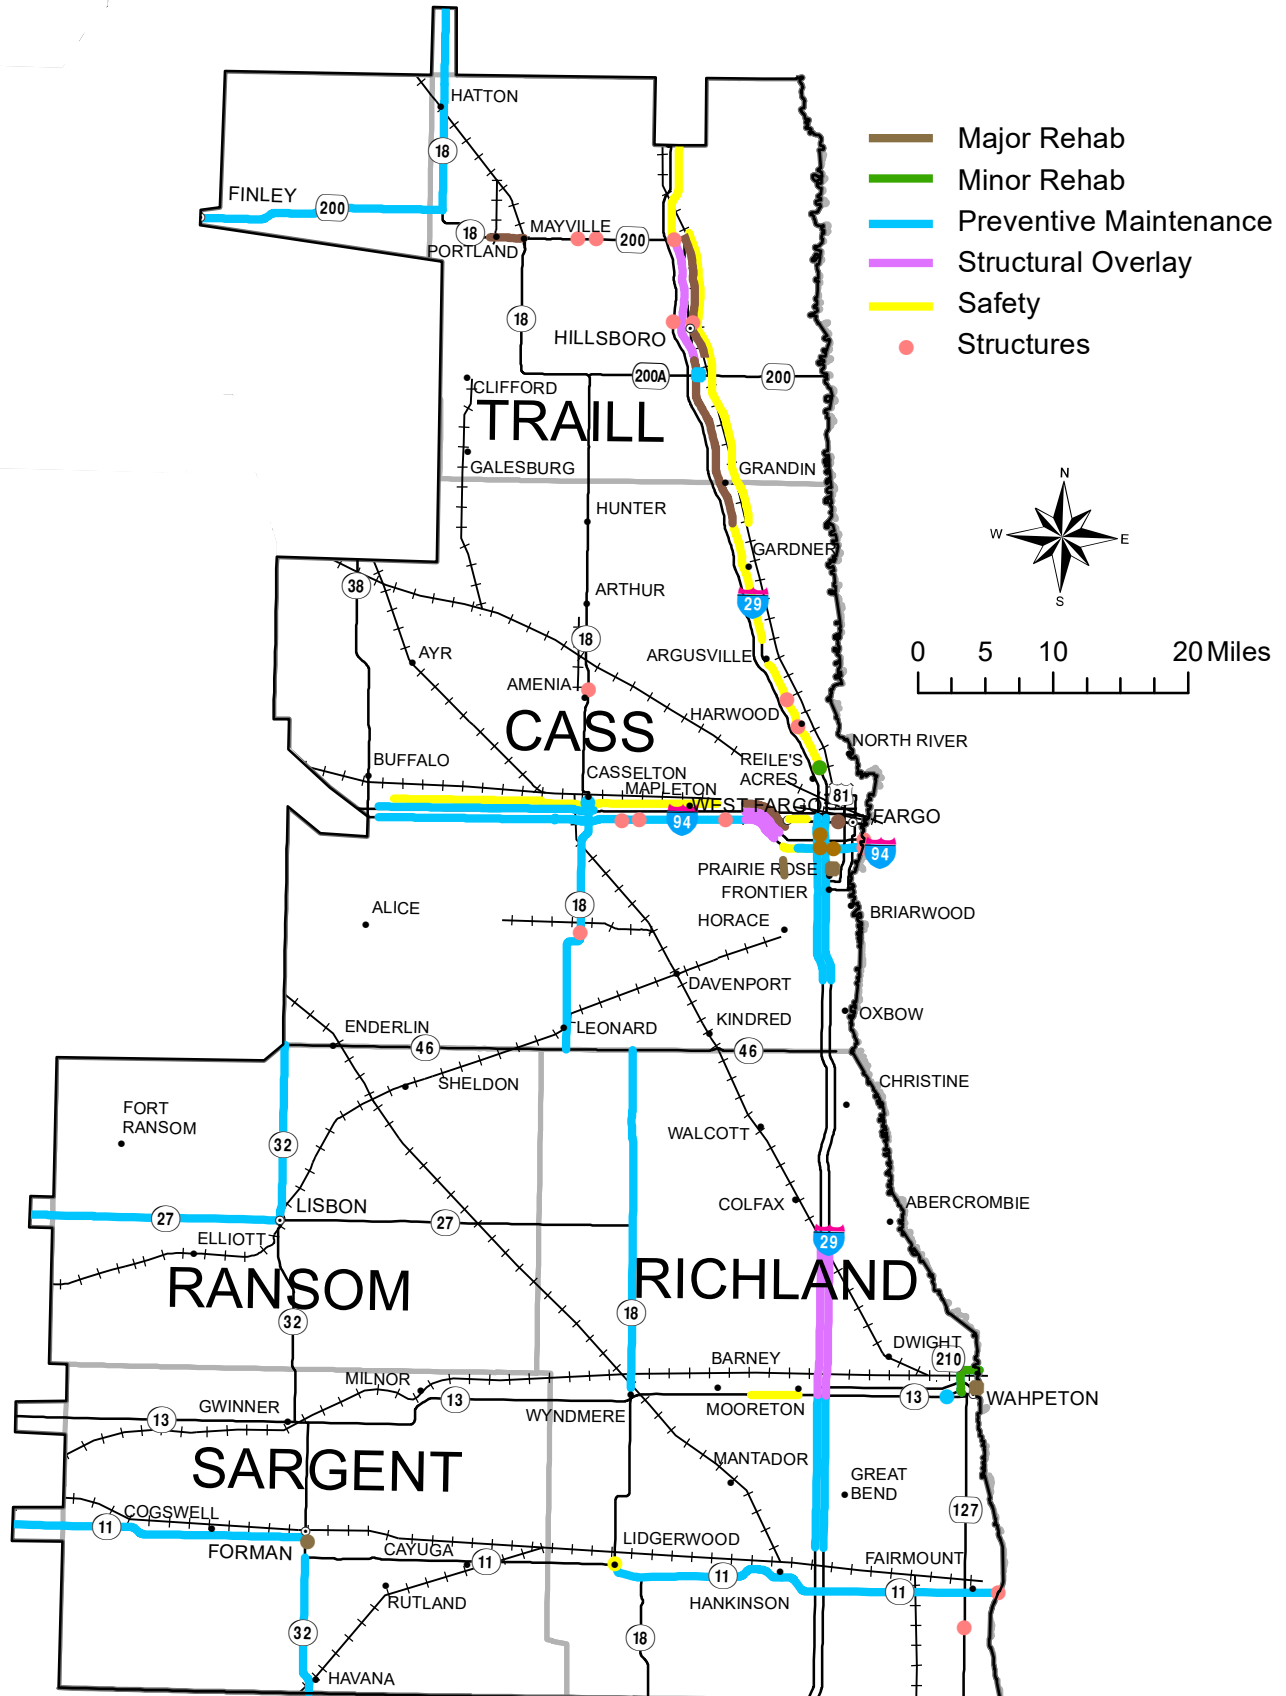 HATTON
Major Rehab
18
Minor Rehab
FINLEY
200
Preventive Maintenance
MAYVILLE
18
200
PORTLAND
Structural Overlay
Safety
18
HILLSBORO
Structures
200A
200
CLIFFORD
TRAILL
GALESBURG
GRANDIN
N
HUNTER
W
E
GARDNER
38
ARTHUR
29
S
18
AYR
ARGUSVILLE
0
5
10
20 Miles
AMENIA
CASS
HARWOOD
NORTH RIVER
BUFFALO
REILE'S
ACRES
CASSELTON
MAPLETON
81
WEST FARGO
94
FARGO
94
PRAIRIE ROSE
FRONTIER
ALICE
18
HORACE
BRIARWOOD
DAVENPORT
OXBOW
ENDERLIN
LEONARD
KINDRED
46
46
SHELDON
CHRISTINE
FORT
RANSOM
WALCOTT
32
LISBON
COLFAX
ABERCROMBIE
27
27
ELLIOTT
29
RANSOM
RICHLAND
32
18
DWIGHT
BARNEY
210
MILNOR
GWINNER
13
13
WAHPETON
13
WYNDMERE
MOORETON
SARGENT
MANTADOR
GREAT
BEND
COGSWELL
127
11
FORMAN
CAYUGA
11
LIDGERWOOD
FAIRMOUNT
11
11
RUTLAND
HANKINSON
32
18
HAVANA